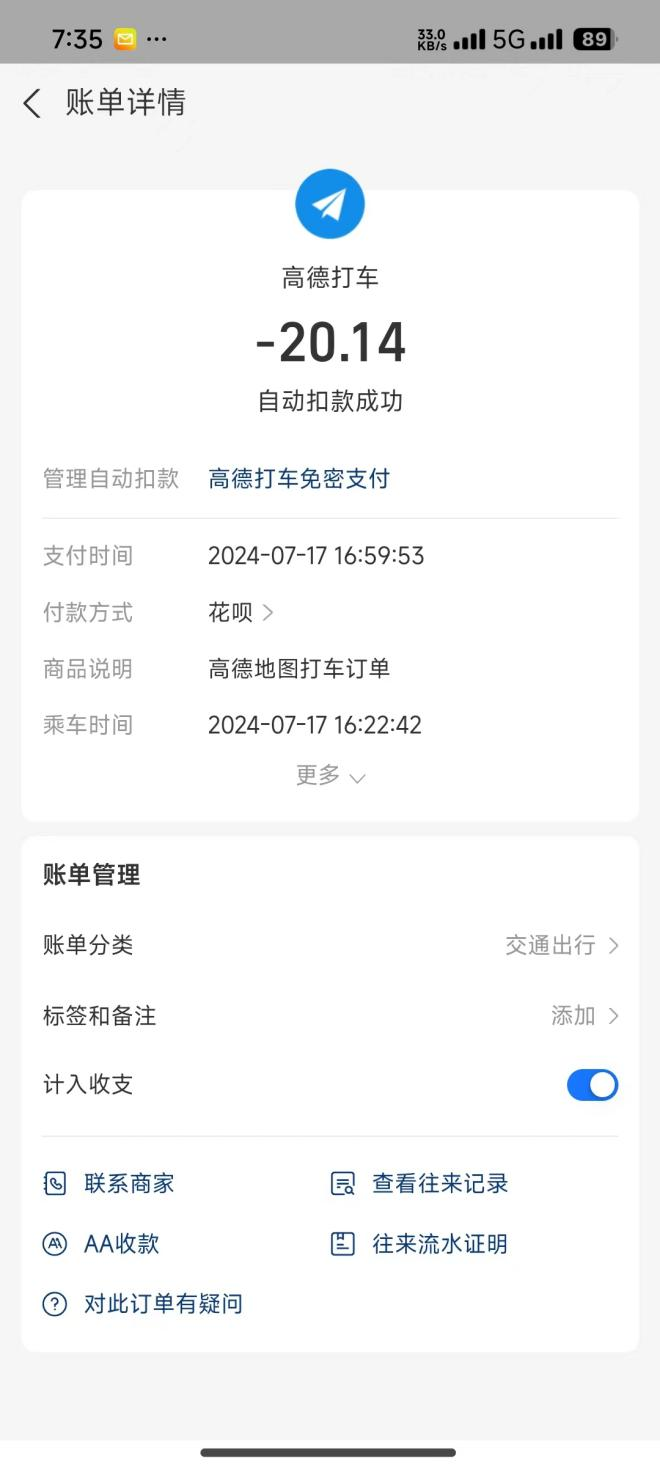 7:35 ··· 33.0 KB/s 5G 89
账单详情
高德打车
-20.14
自动扣款成功
管理自动扣款 高德打车免密支付
支付时间 2024-07-17 16:59:53
付款方式 花呗
商品说明 高德地图打车订单
乘车时间 2024-07-17 16:22:42
更多
账单管理
账单分类 交通出行
标签和备注 添加
计入收支
联系商家 查看往来记录
AA收款 往来流水证明
对此订单有疑问